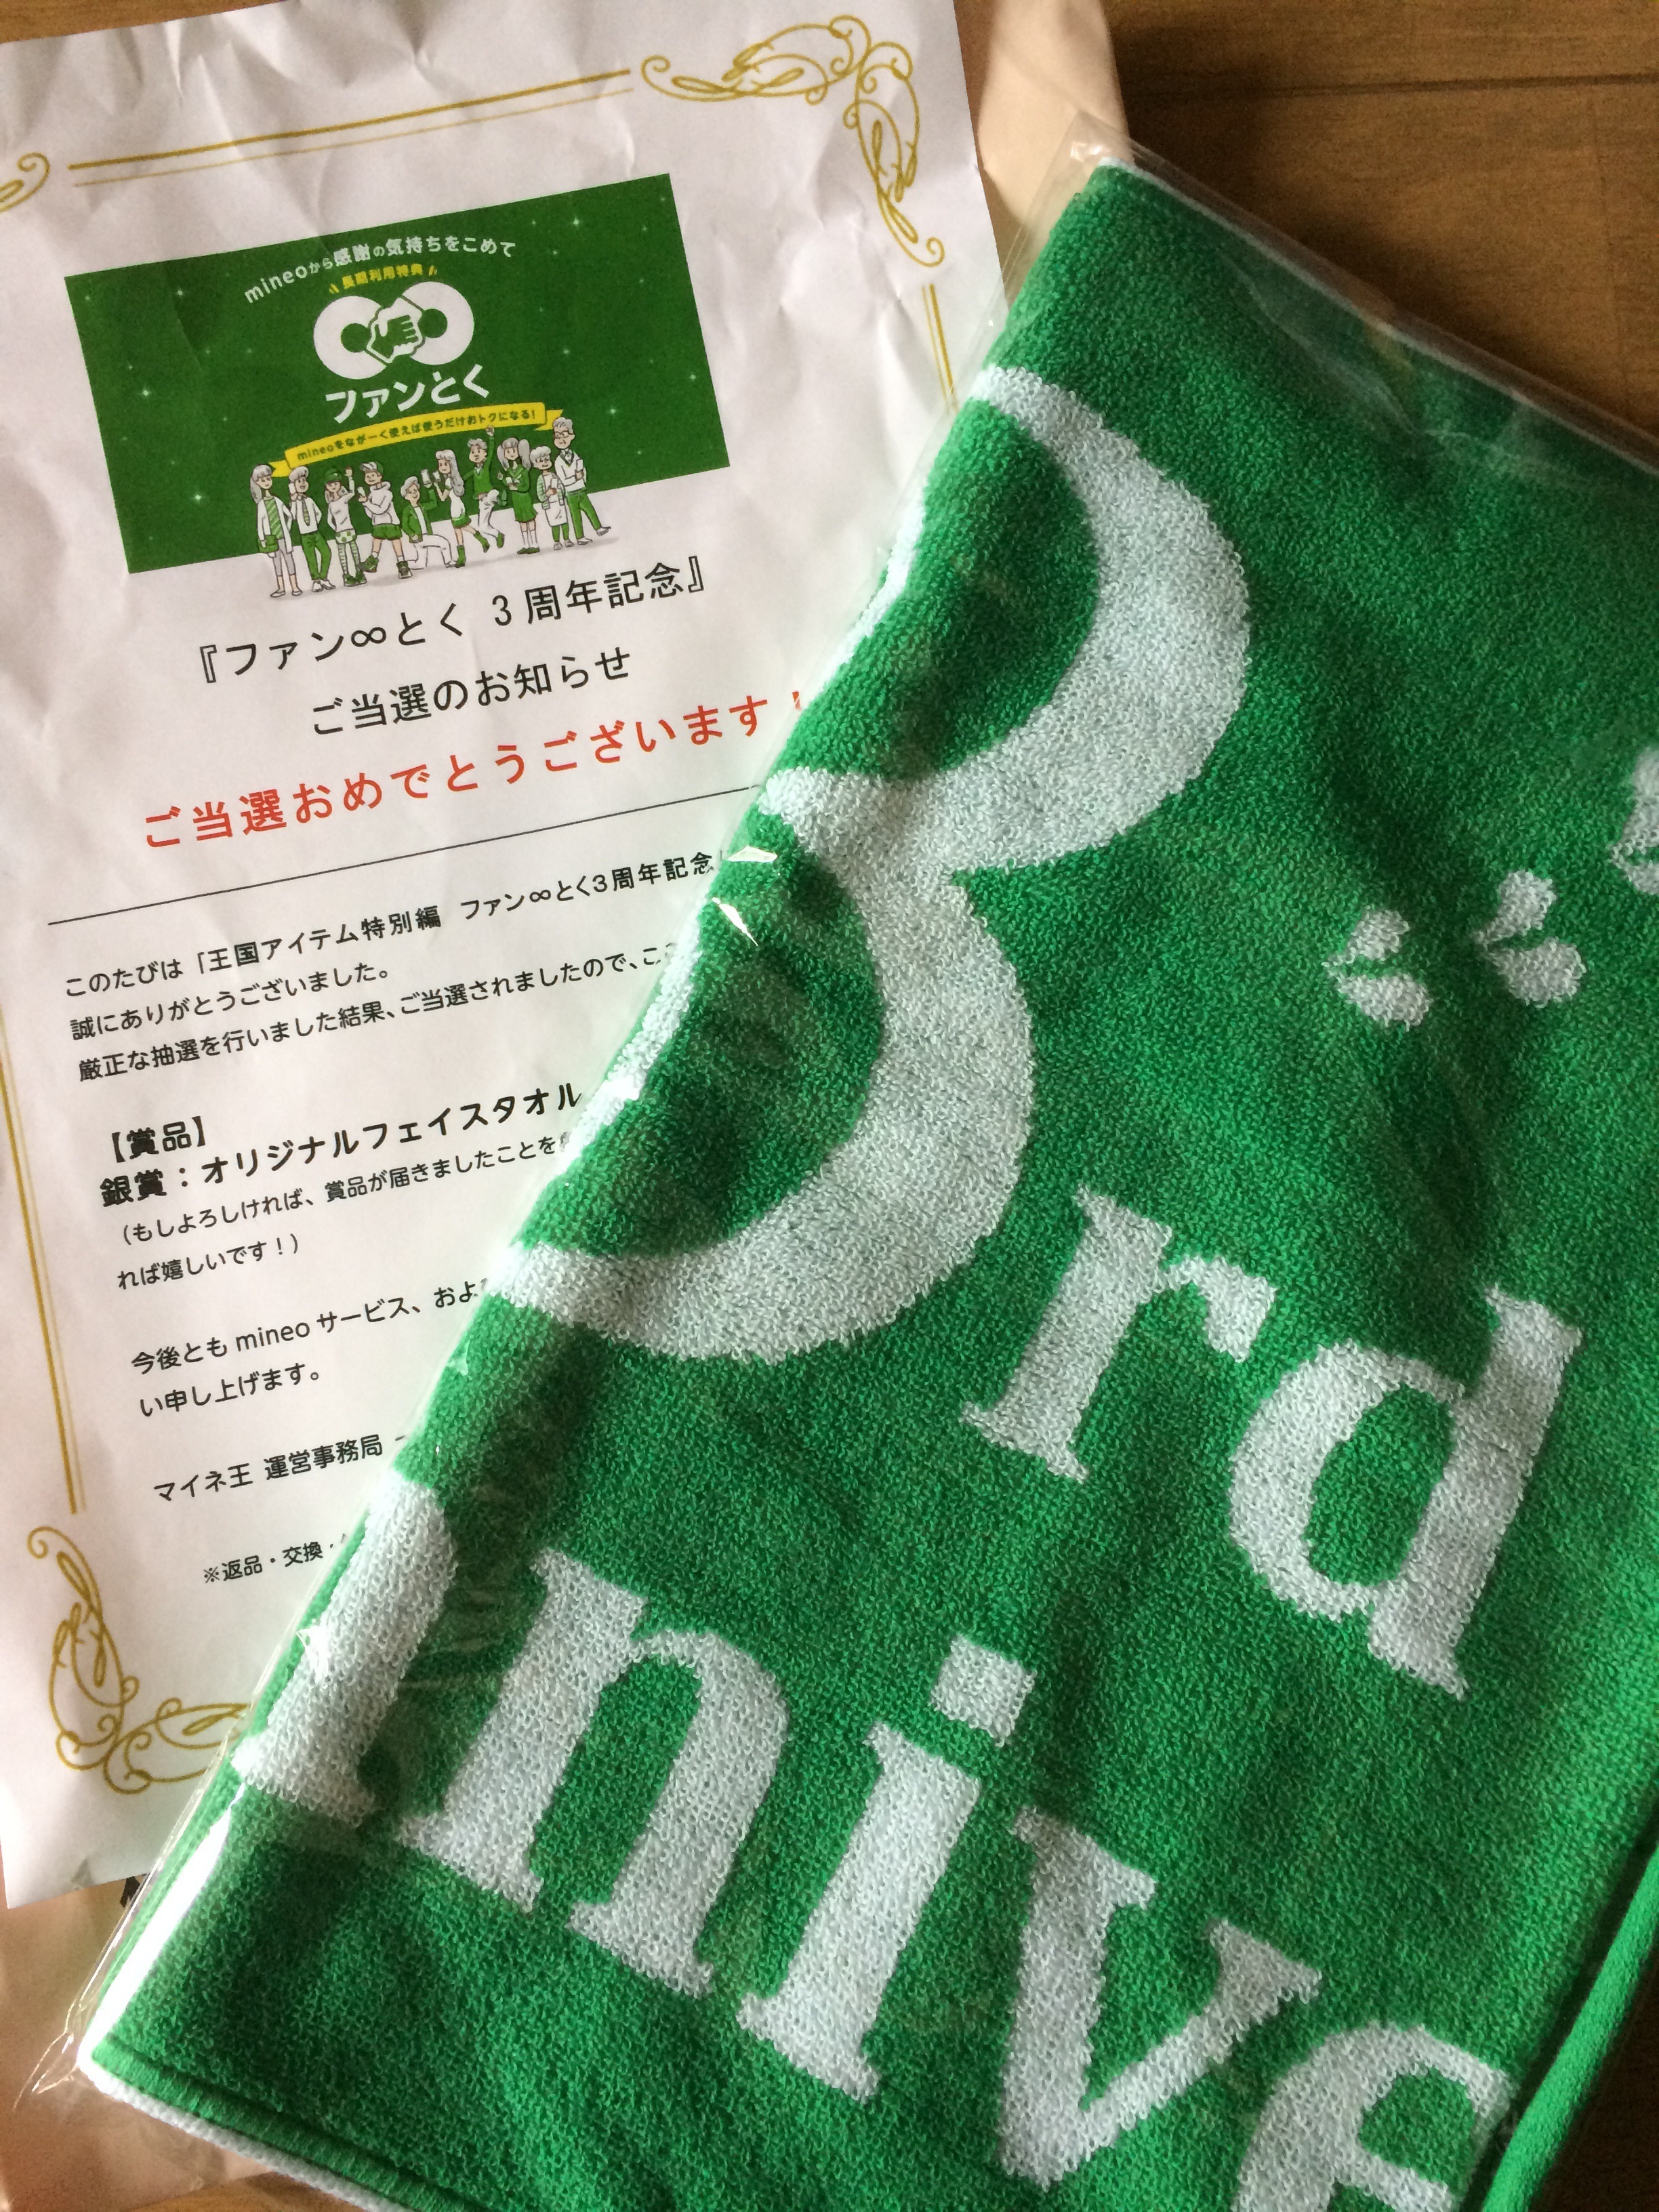 mineoから感謝の気持ちをこめて
長期利用特典
ファンとく
mineoをながーく使えば使うだけおトクになる!
『ファン∞とく 3周年記念』
ご当選のお知らせ
ご当選おめでとうございます!
このたびは「王国アイテム特別編 ファン∞とく3周年記念
誠にありがとうございました。
厳正な抽選を行いました結果、ご当選されましたので、こ
【賞品】
銀賞:オリジナルフェイスタオル
(もしよろしければ、賞品が届きましたことを
れば嬉しいです!)
今後とも mineo サービス、およ
い申し上げます。
マイネ王 運営事務局
※返品・交換・
3
rd
nnive